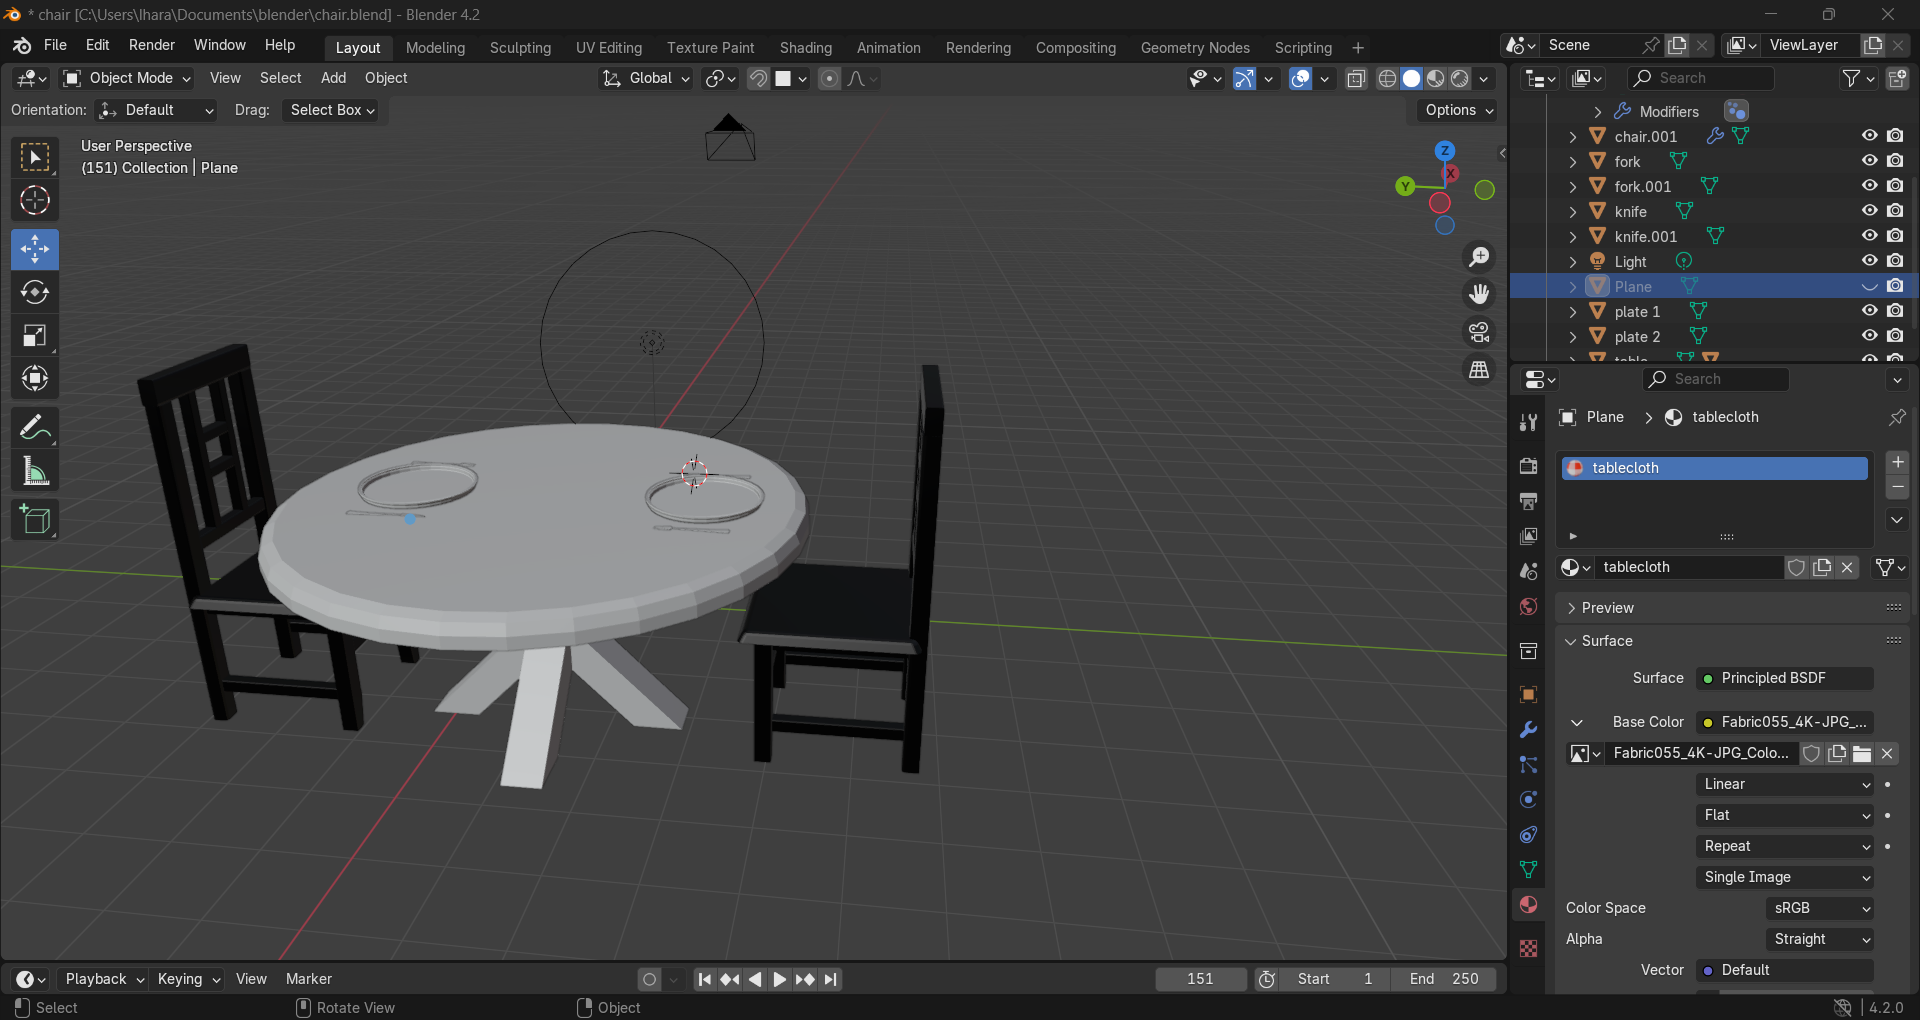 * chair [C:\Users\lhara\Documents\blender\chair.blend] - Blender 4.2
File Edit Render Window Help Layout Modeling Sculpting UV Editing Texture Paint Shading Animation Rendering Compositing Geometry Nodes Scripting + Scene ViewLayer
Object Mode View Select Add Object Global Search
Orientation: Default Drag: Select Box Options
User Perspective
(151) Collection | Plane
Z
X
Y
Modifiers
chair.001
fork
fork.001
knife
knife.001
Light
Plane
plate 1
plate 2
table
Search
Plane > tablecloth
tablecloth
tablecloth
Preview
Surface
Surface Principled BSDF
Base Color Fabric055_4K-JPG_...
Fabric055_4K-JPG_Colo...
Linear
Flat
Repeat
Single Image
Color Space sRGB
Alpha Straight
Vector Default
Playback Keying View Marker 151 Start 1 End 250
Select Rotate View Object 4.2.0